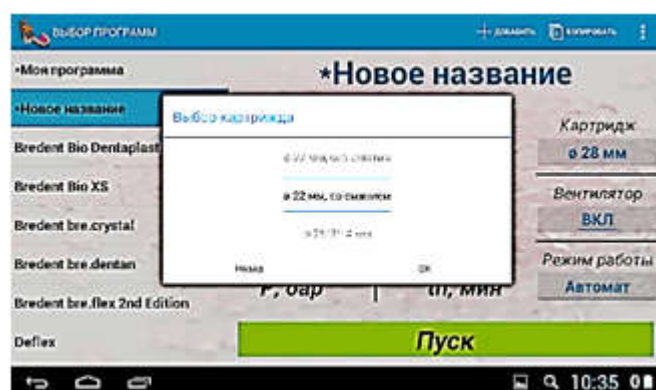 ВЫБОР ПРОГРАММ
ДОБАВИТЬ
КОПИРОВАТЬ
•Моя программа
•Новое название
Bredent Bio Dentaplast
Bredent Bio XS
Bredent bre.crystal
Bredent bre.dentan
Bredent bre.flex 2nd Edition
Deflex
*Новое название
Выбор картриджа
ø 22 мм, со смывом
Назад
ОК
Картридж
ø 28 мм
Вентилятор
ВКЛ
Режим работы
Автомат
P, бар
мин
Пуск
10:35